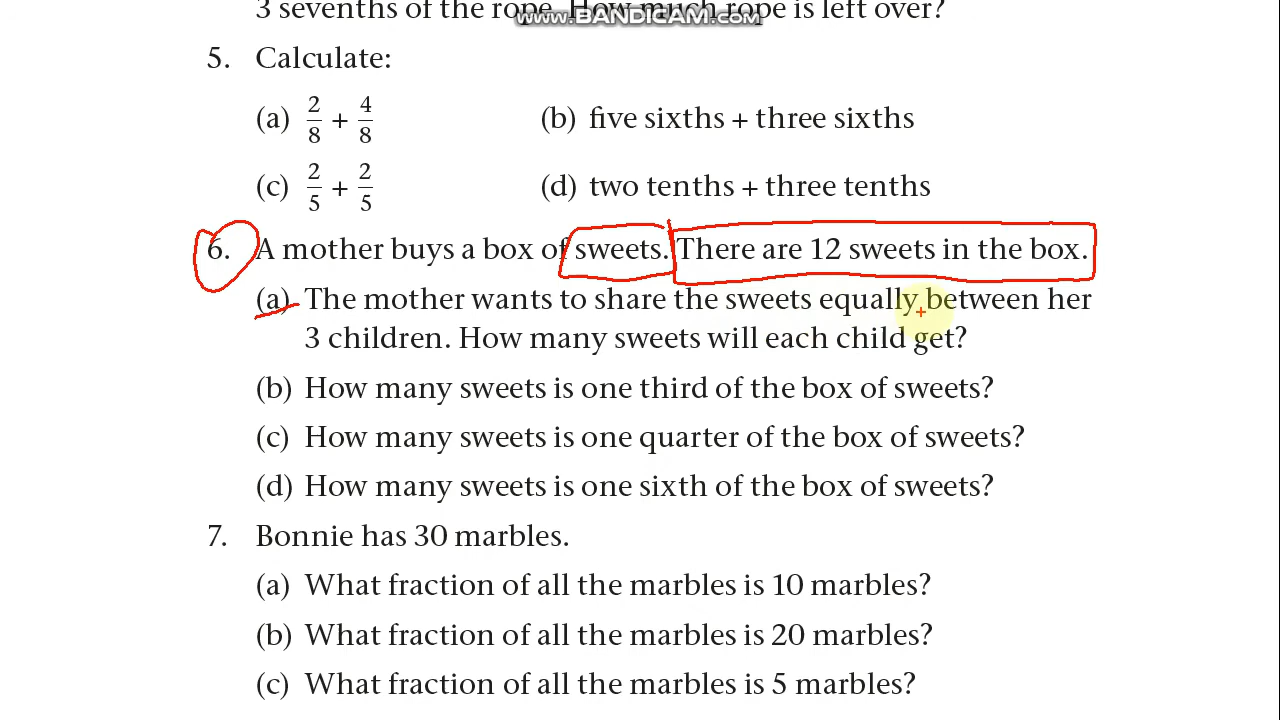 3 sevenths of the rope. How much rope is left over?
www.BANDICAM.com
5. Calculate:
(a) 2/8 + 4/8 (b) five sixths + three sixths
(c) 2/5 + 2/5 (d) two tenths + three tenths
6. A mother buys a box of sweets. There are 12 sweets in the box.
(a) The mother wants to share the sweets equally between her
3 children. How many sweets will each child get?
(b) How many sweets is one third of the box of sweets?
(c) How many sweets is one quarter of the box of sweets?
(d) How many sweets is one sixth of the box of sweets?
7. Bonnie has 30 marbles.
(a) What fraction of all the marbles is 10 marbles?
(b) What fraction of all the marbles is 20 marbles?
(c) What fraction of all the marbles is 5 marbles?